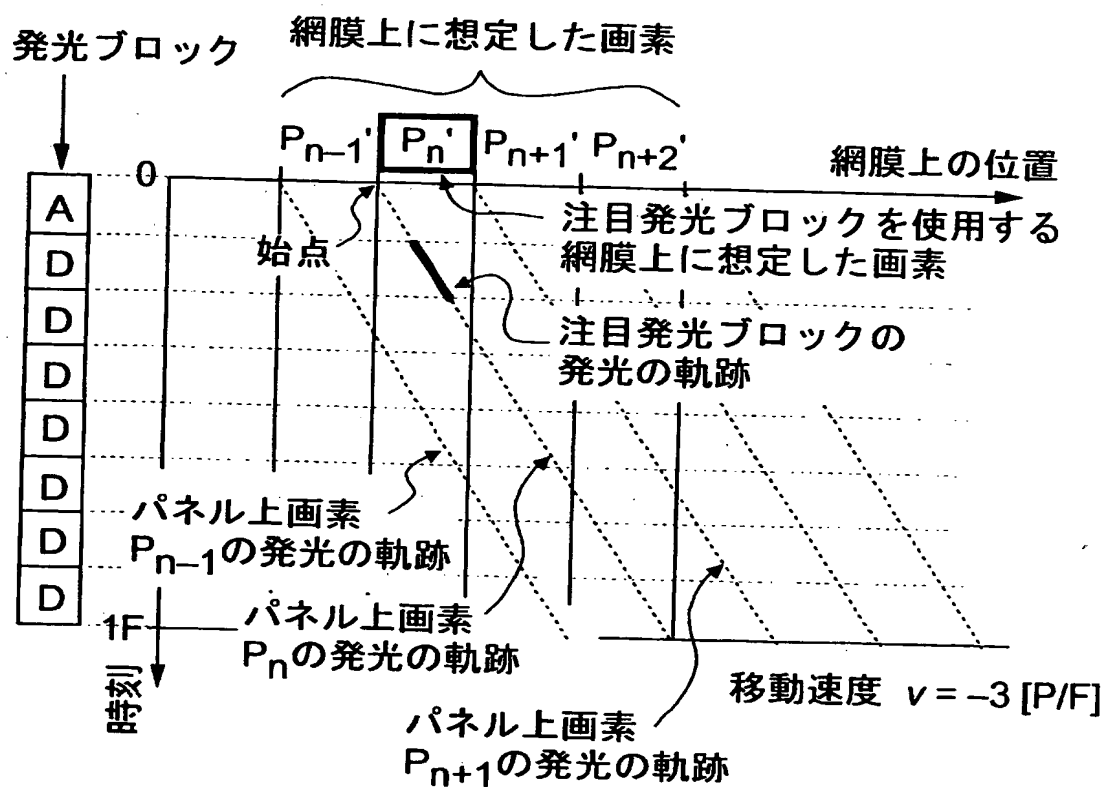 発光ブロック
網膜上に想定した画素
Pn−1' Pn' Pn+1' Pn+2'
網膜上の位置
0
A
D
D
D
D
D
D
D
始点
注目発光ブロックを使用する
網膜上に想定した画素
注目発光ブロックの
発光の軌跡
パネル上画素
Pn−1の発光の軌跡
パネル上画素
Pnの発光の軌跡
パネル上画素
Pn+1の発光の軌跡
1F
時刻
移動速度 v = −3 [P/F]